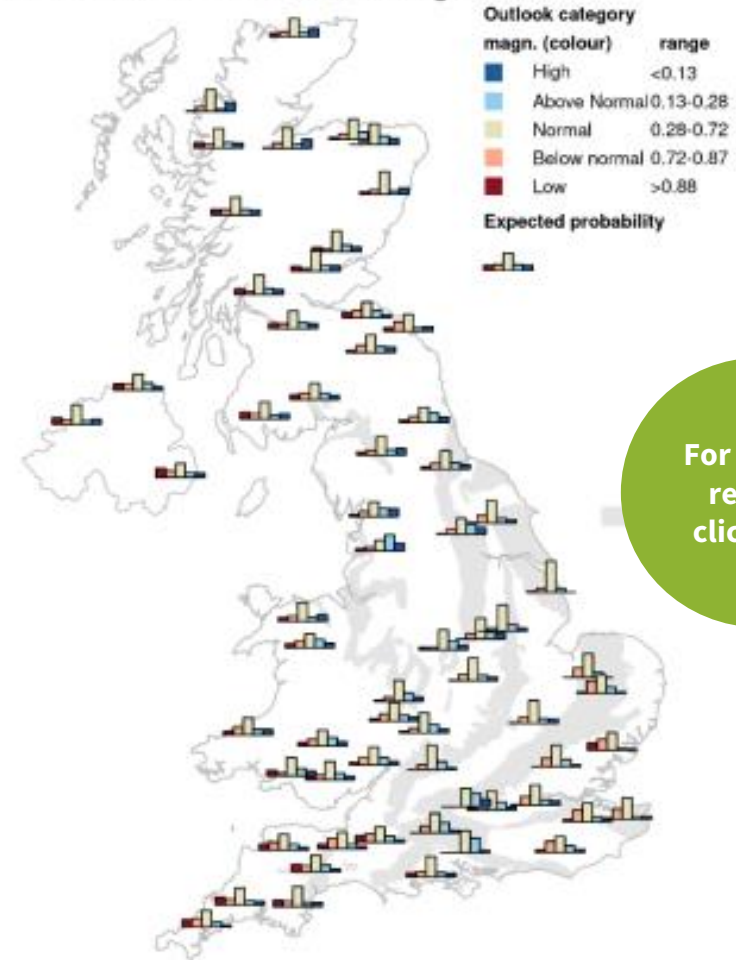 Outlook category
magn. (colour) range
High <0.13
Above Normal 0.13-0.28
Normal 0.28-0.72
Below normal 0.72-0.87
Low >0.88
Expected probability
For
re
clic